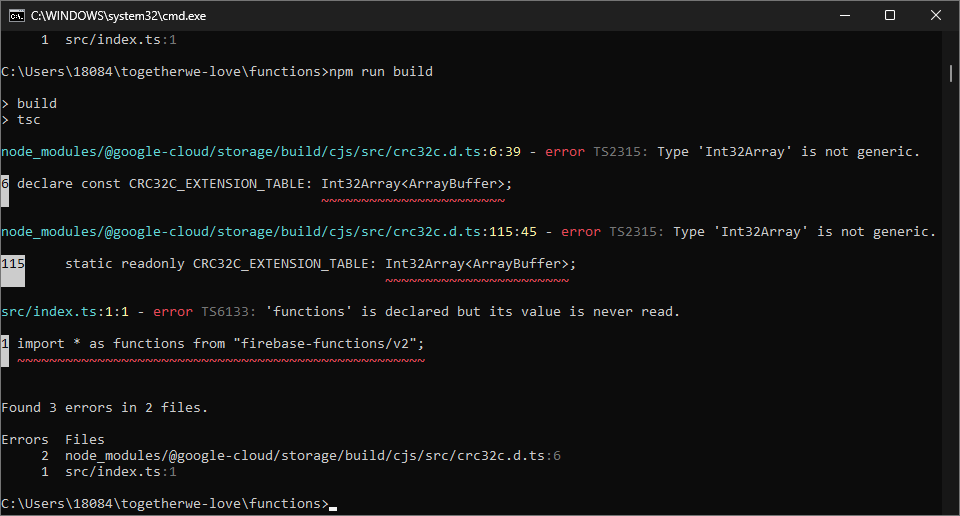 C:\WINDOWS\system32\cmd.exe
1 src/index.ts:1
C:\Users\18084\togetherwe-love\functions>npm run build
> build
> tsc
node_modules/@google-cloud/storage/build/cjs/src/crc32c.d.ts:6:39 - error TS2315: Type 'Int32Array' is not generic.
6 declare const CRC32C_EXTENSION_TABLE: Int32Array<ArrayBuffer>;
~~~~~~~~~~~~~~~~~~~~~~~
node_modules/@google-cloud/storage/build/cjs/src/crc32c.d.ts:115:45 - error TS2315: Type 'Int32Array' is not generic.
115     static readonly CRC32C_EXTENSION_TABLE: Int32Array<ArrayBuffer>;
~~~~~~~~~~~~~~~~~~~~~~~
src/index.ts:1:1 - error TS6133: 'functions' is declared but its value is never read.
1 import * as functions from "firebase-functions/v2";
~~~~~~~~~~~~~~~~~~~~~~~~~~~~~~~~~~~~~~~~~~~~~~~~~~~
Found 3 errors in 2 files.
Errors  Files
2  node_modules/@google-cloud/storage/build/cjs/src/crc32c.d.ts:6
1  src/index.ts:1
C:\Users\18084\togetherwe-love\functions>